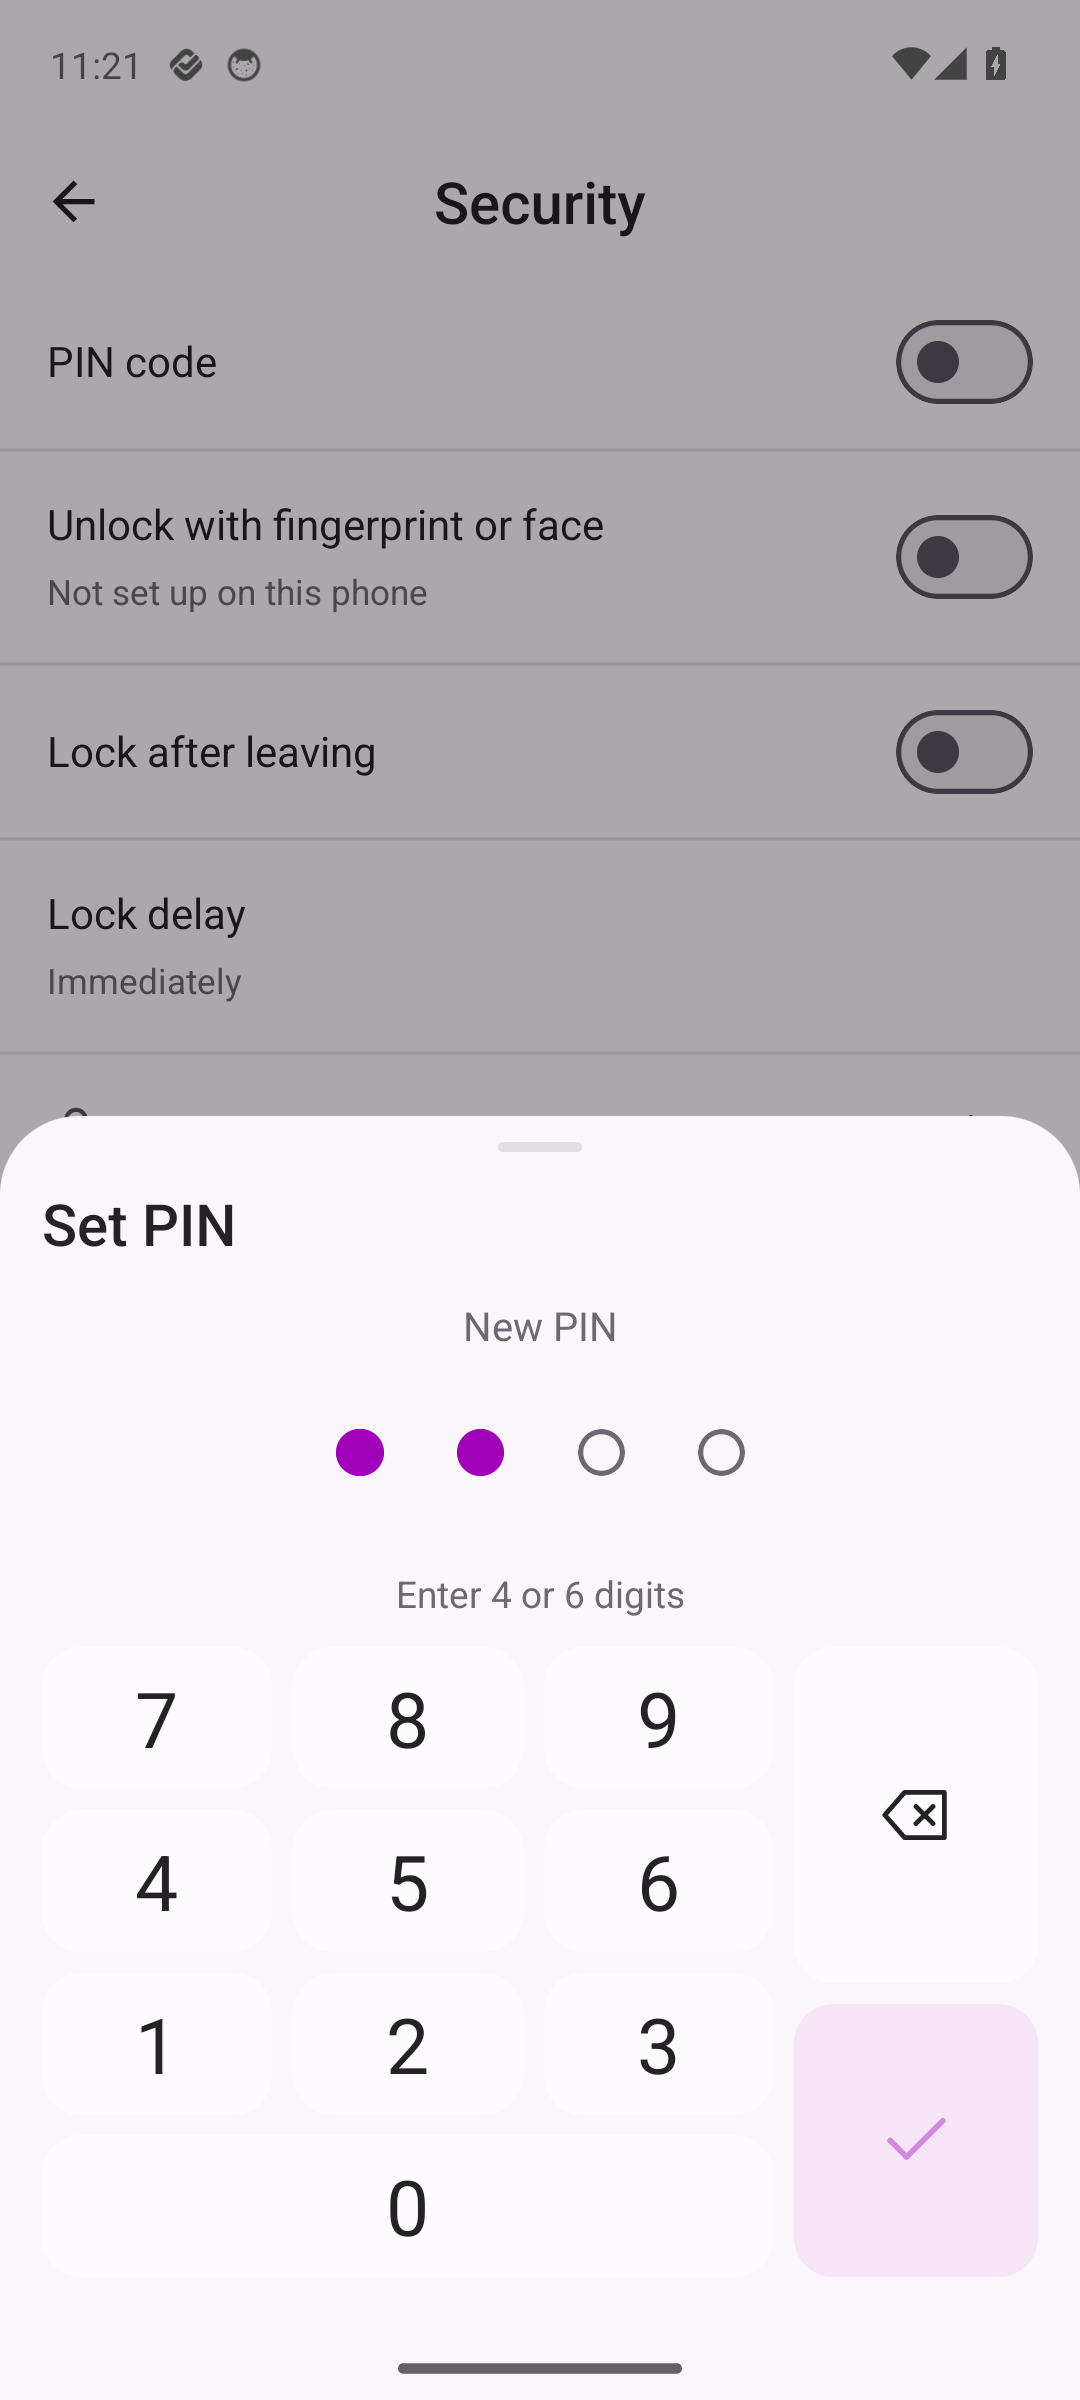 11:21
Security
PIN code
Unlock with fingerprint or face
Not set up on this phone
Lock after leaving
Lock delay
Immediately
Set PIN
New PIN
Enter 4 or 6 digits
7 8 9
4 5 6
1 2 3
0